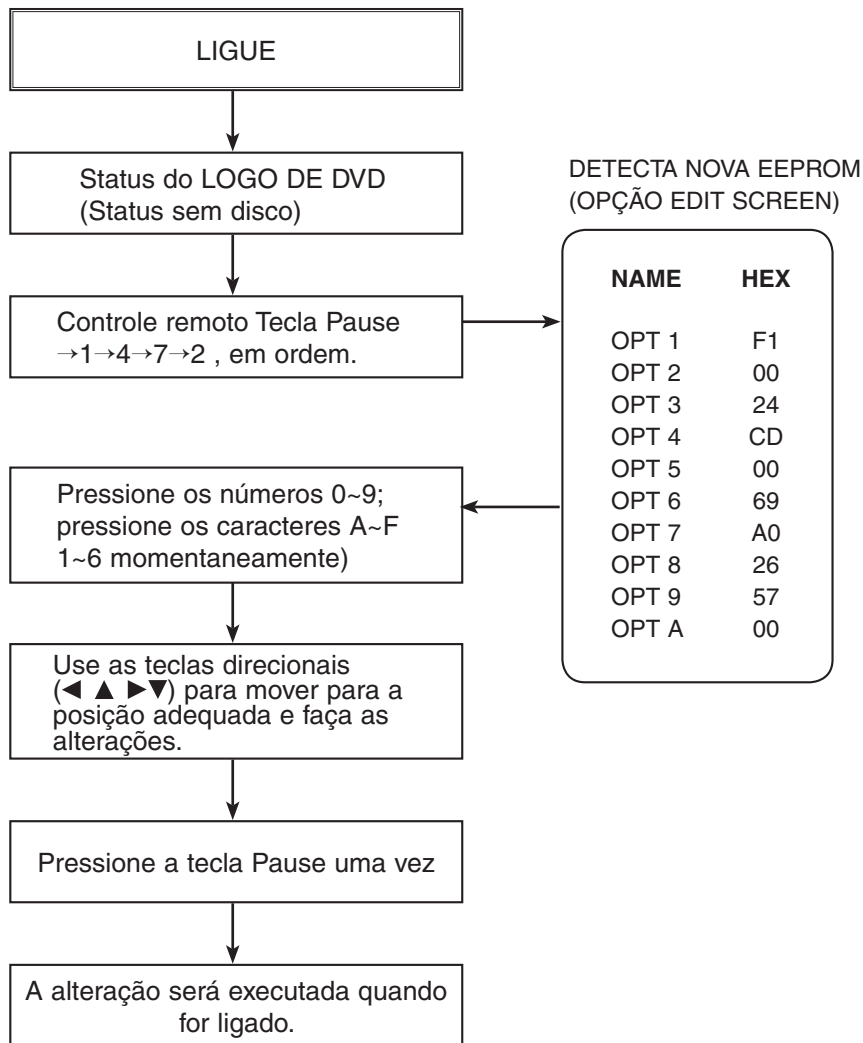 LIGUE
Status do LOGO DE DVD
(Status sem disco)
Controle remoto Tecla Pause
→1→4→7→2 , em ordem.
DETECTA NOVA EEPROM
(OPÇÃO EDIT SCREEN)
NAME HEX
OPT 1 F1
OPT 2 00
OPT 3 24
OPT 4 CD
OPT 5 00
OPT 6 69
OPT 7 A0
OPT 8 26
OPT 9 57
OPT A 00
Pressione os números 0~9;
pressione os caracteres A~F
1~6 momentaneamente)
Use as teclas direcionais
(◀ ▲ ▶▼) para mover para a
posição adequada e faça as
alterações.
Pressione a tecla Pause uma vez
A alteração será executada quando
for ligado.